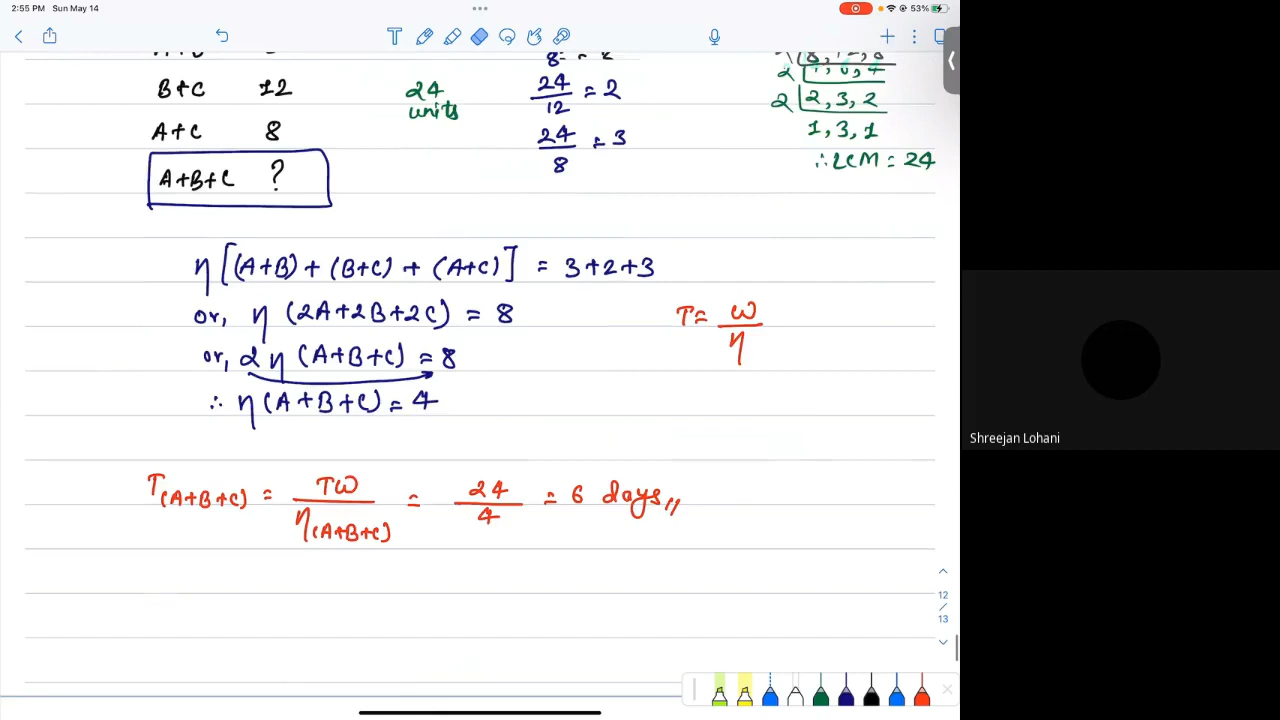 2:55 PM Sun May 14
53%
B+C 12
24 units
24/12 = 2
A+C 8
24/8 = 3
A+B+C ?
2 | 2, 3, 2
1, 3, 1
∴ LCM = 24
η[(A+B) + (B+C) + (A+C)] = 3+2+3
or, η (2A+2B+2C) = 8
T = W/η
or, 2η (A+B+C) = 8
∴ η(A+B+C) = 4
T(A+B+C) = TW/η(A+B+C) = 24/4 = 6 days,,
Shreejan Lohani
12
/
13